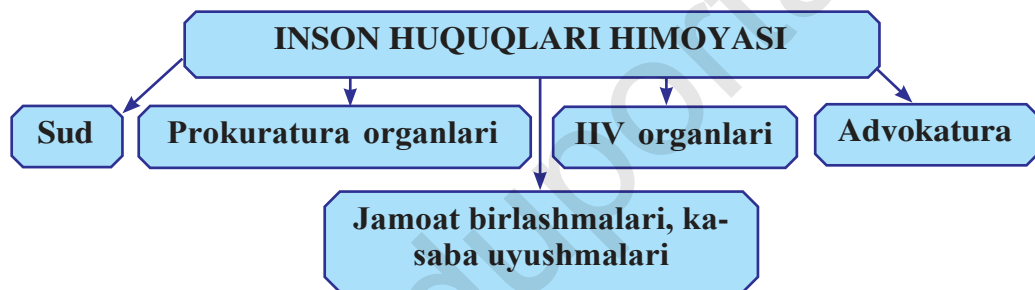 INSON HUQUQLARI HIMOYASI
Sud
Prokuratura organlari
IIV organlari
Advokatura
Jamoat birlashmalari, ka-
saba uyushmalari